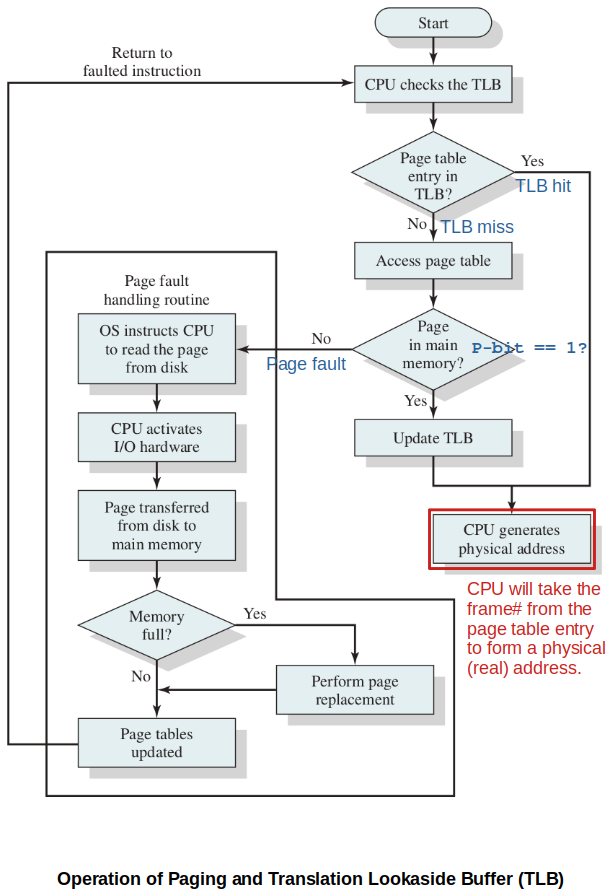 Start
Return to
faulted instruction
CPU checks the TLB
Page table
entry in
TLB?
Yes
TLB hit
No
TLB miss
Access page table
Page fault
handling routine
Page
in main
memory?
P-bit == 1?
No
Page fault
OS instructs CPU
to read the page
from disk
Yes
CPU activates
I/O hardware
Update TLB
Page transferred
from disk to
main memory
CPU generates
physical address
CPU will take the
frame# from the
page table entry
to form a physical
(real) address.
Memory
full?
Yes
No
Perform page
replacement
Page tables
updated
Operation of Paging and Translation Lookaside Buffer (TLB)